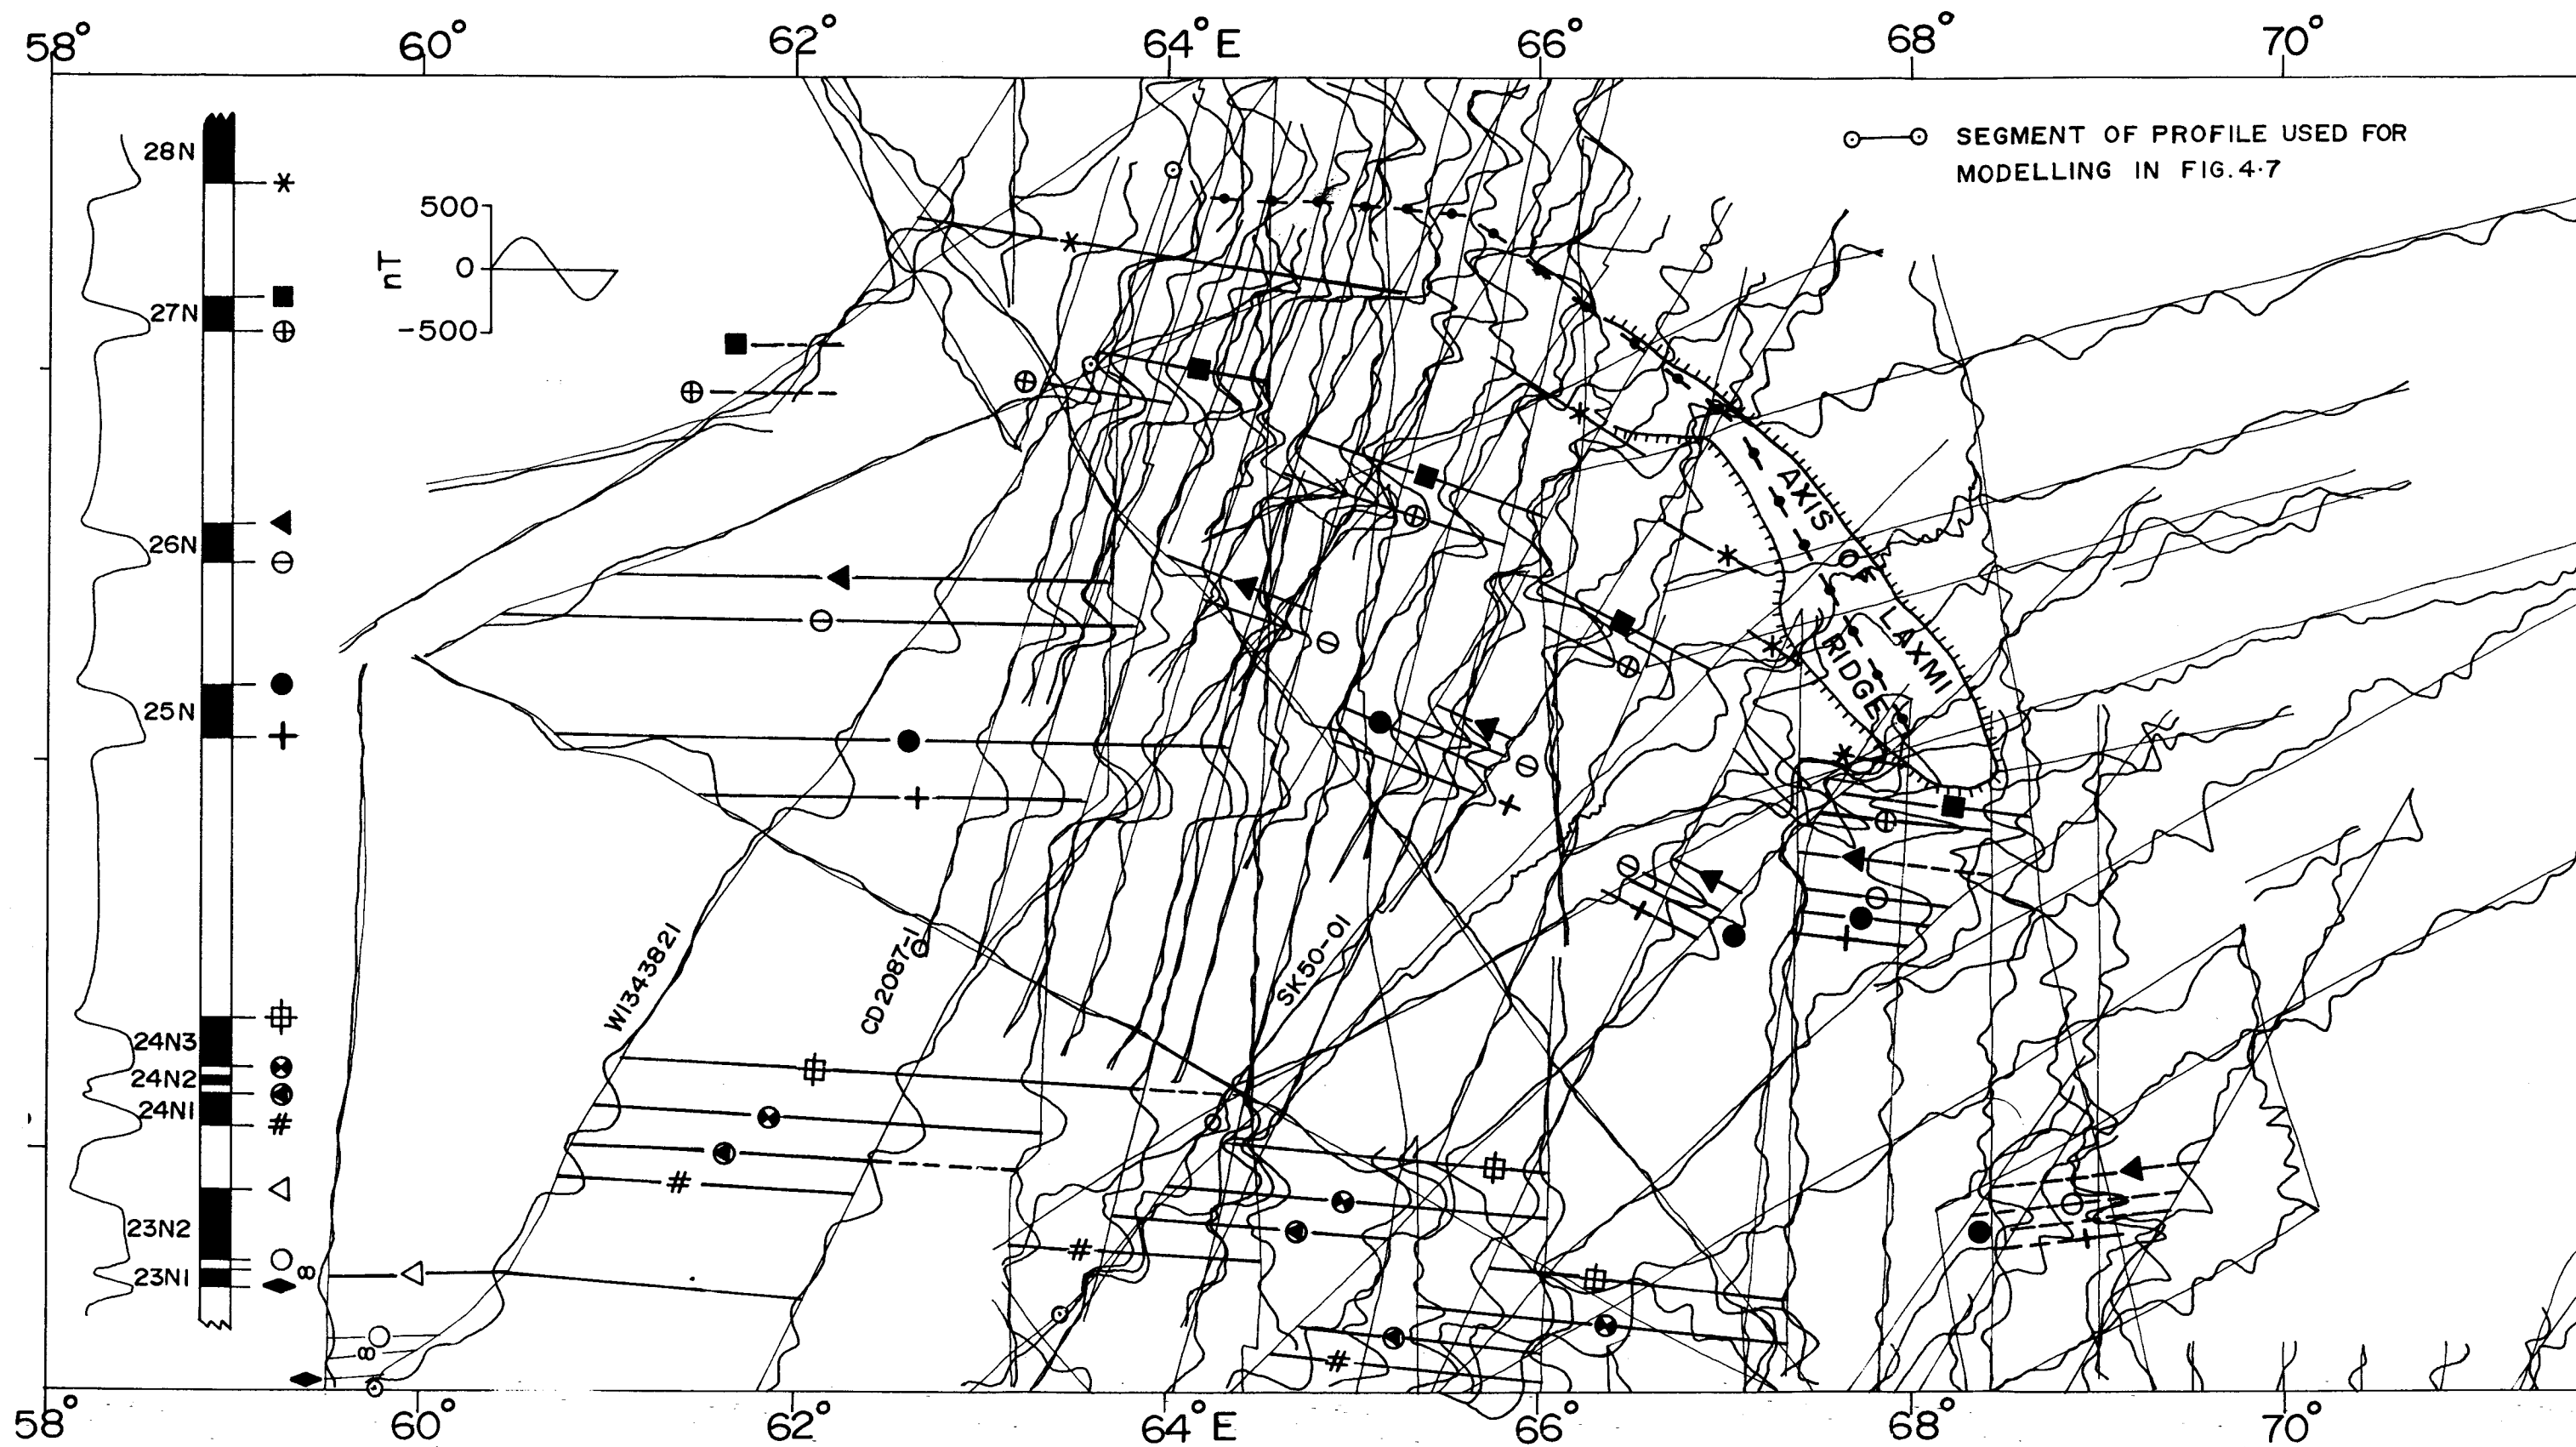 58° 60° 62° 64°E 66° 68° 70°
SEGMENT OF PROFILE USED FOR
MODELLING IN FIG. 4·7
28N
27N
26N
25N
24N3
24N2
24N1
23N2
23N1
500
0
-500
nT
AXIS OF LAXMI
RIDGE
WI343821
CD2087-1
SK50-01
58° 60° 62° 64°E 66° 68° 70°